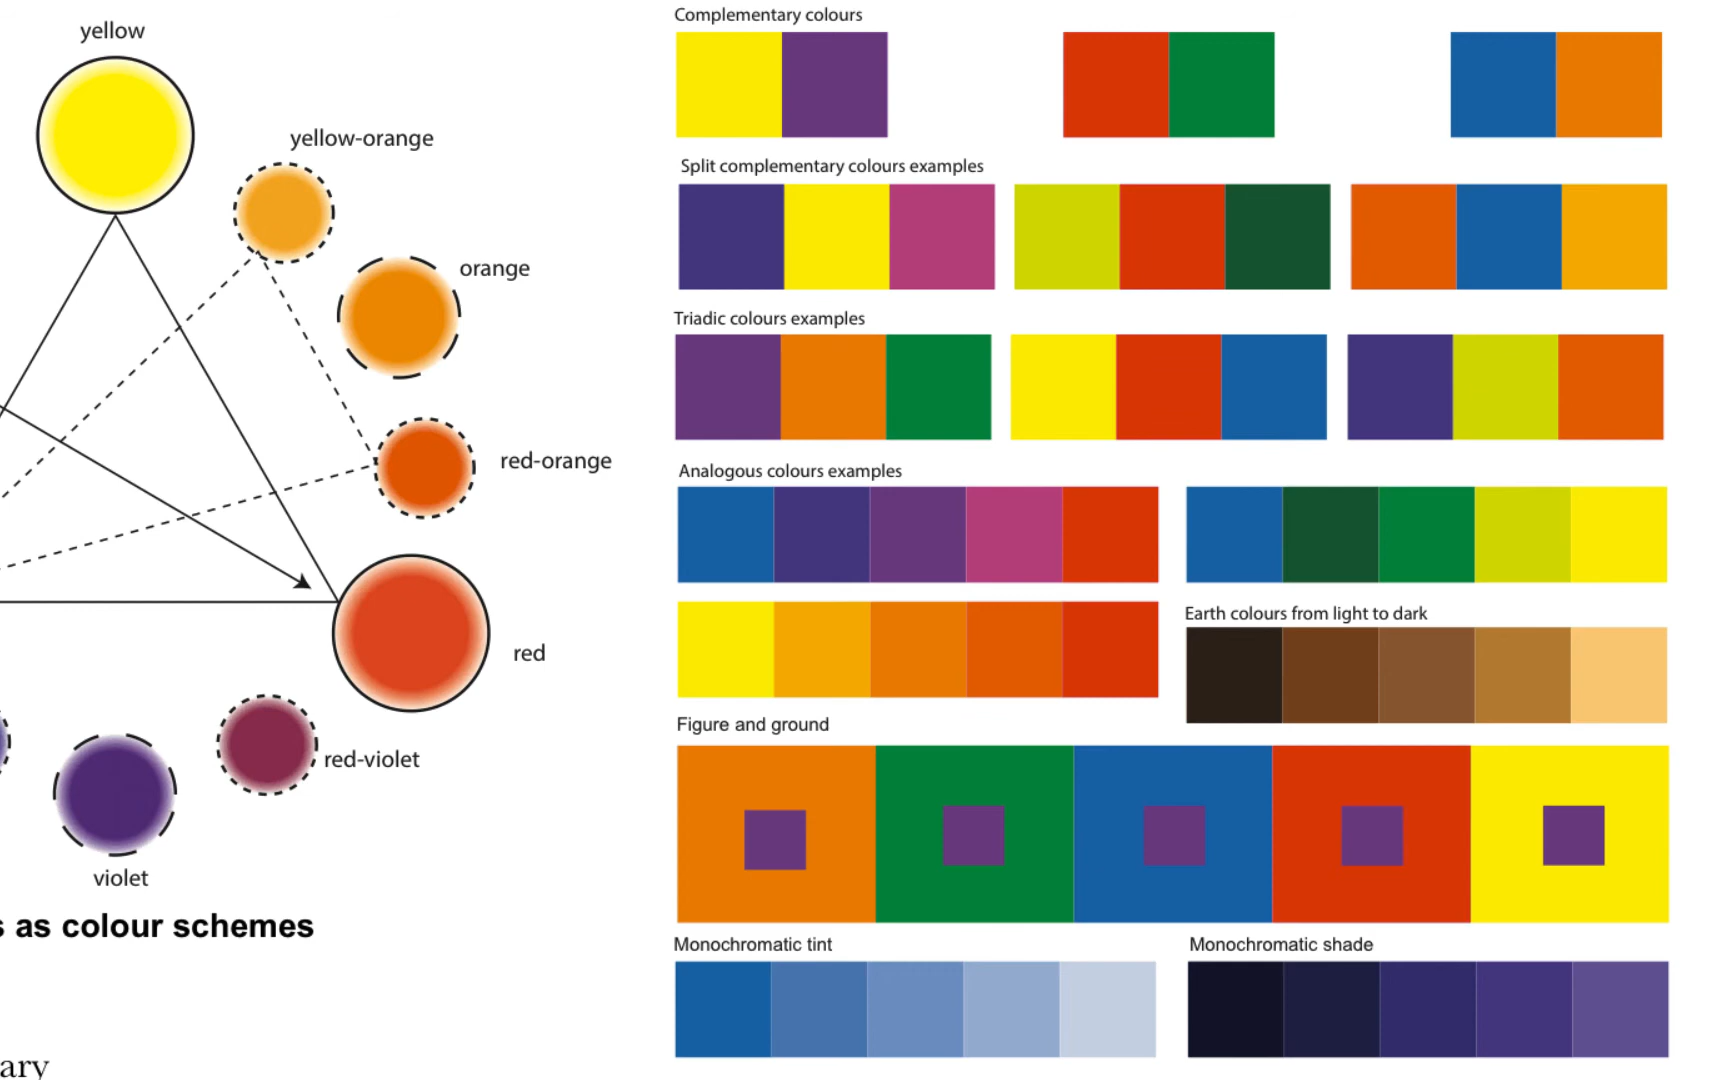 yellow
yellow-orange
orange
red-orange
red
red-violet
violet
s as colour schemes
ary
Complementary colours
Split complementary colours examples
Triadic colours examples
Analogous colours examples
Earth colours from light to dark
Figure and ground
Monochromatic tint
Monochromatic shade